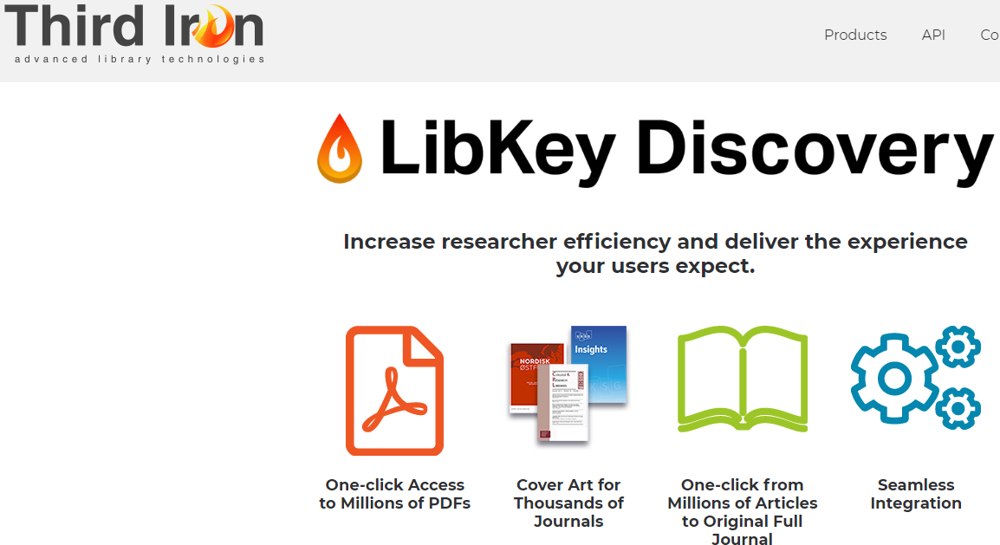 Third Iron
advanced library technologies
Products API Co
LibKey Discovery
Increase researcher efficiency and deliver the experience
your users expect.
NORDISK
ØSTF
Insights
COLLEGE &
RESEARCH
LIBRARIES
One-click Access
to Millions of PDFs
Cover Art for
Thousands of
Journals
One-click from
Millions of Articles
to Original Full
Journal
Seamless
Integration